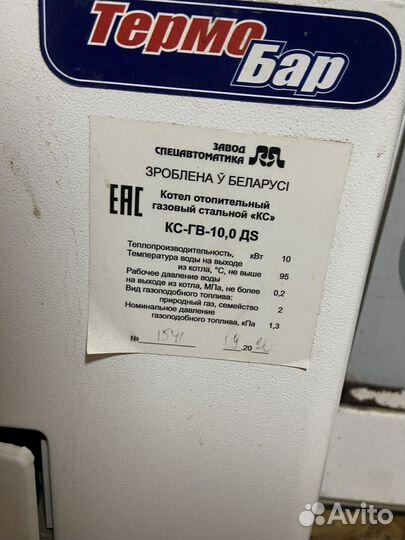 Термо
Бар
ЗАВОД
СПЕЦАВТОМАТИКА
ЗРОБЛЕНА Ў БЕЛАРУСІ
EAC
Котел отопительный
газовый стальной «КС»
КС-ГВ-10,0 ДS
Теплопроизводительность, кВт 10
Температура воды на выходе
из котла, °С, не выше 95
Рабочее давление воды
на выходе из котла, МПа, не более 0,2
Вид газоподобного топлива:
природный газ, семейство 2
Номинальное давление
газоподобного топлива, кПа 1,3
№ 1541 .20
Avito